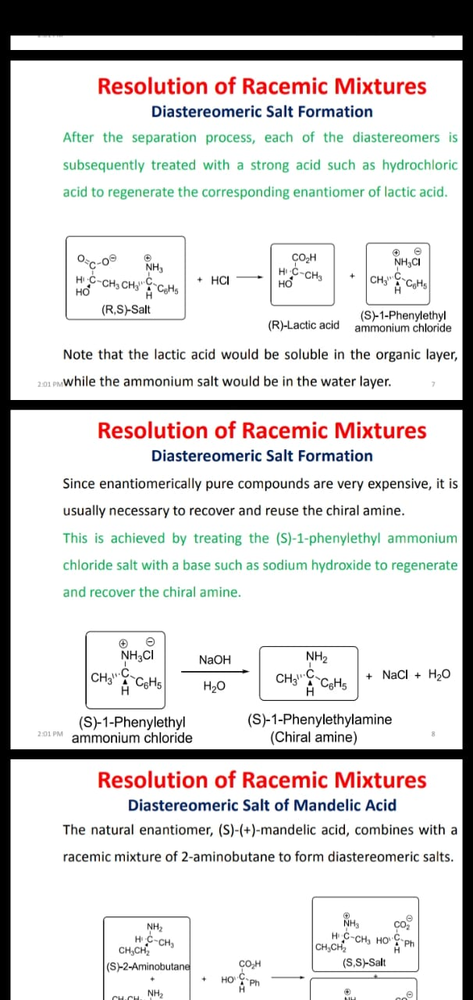 Resolution of Racemic Mixtures
Diastereomeric Salt Formation
After the separation process, each of the diastereomers is
subsequently treated with a strong acid such as hydrochloric
acid to regenerate the corresponding enantiomer of lactic acid.
O C-O⊖ ⊕ NH3
H C-CH3 CH3 C C6H5
HO H
+ HCl
(R,S)-Salt
CO2H
H C-CH3
HO
(R)-Lactic acid
+
⊕ ⊖
NH3Cl
CH3 C C6H5
H
(S)-1-Phenylethyl
ammonium chloride
Note that the lactic acid would be soluble in the organic layer,
2:01 PM while the ammonium salt would be in the water layer. 7
Resolution of Racemic Mixtures
Diastereomeric Salt Formation
Since enantiomerically pure compounds are very expensive, it is
usually necessary to recover and reuse the chiral amine.
This is achieved by treating the (S)-1-phenylethyl ammonium
chloride salt with a base such as sodium hydroxide to regenerate
and recover the chiral amine.
⊕ ⊖
NH3Cl
CH3 C C6H5
H
NaOH
H2O
NH2
CH3 C C6H5
H
+ NaCl + H2O
(S)-1-Phenylethyl
ammonium chloride
(S)-1-Phenylethylamine
(Chiral amine)
2:01 PM 8
Resolution of Racemic Mixtures
Diastereomeric Salt of Mandelic Acid
The natural enantiomer, (S)-(+)-mandelic acid, combines with a
racemic mixture of 2-aminobutane to form diastereomeric salts.
NH2
H C-CH3
CH3CH2
(S)-2-Aminobutane
+
NH2
+
CO2H
HO C Ph
H
⊕ NH3 CO2⊖
H C-CH3 HO C Ph
CH3CH2 H
(S,S)-Salt
+
⊕ ⊖